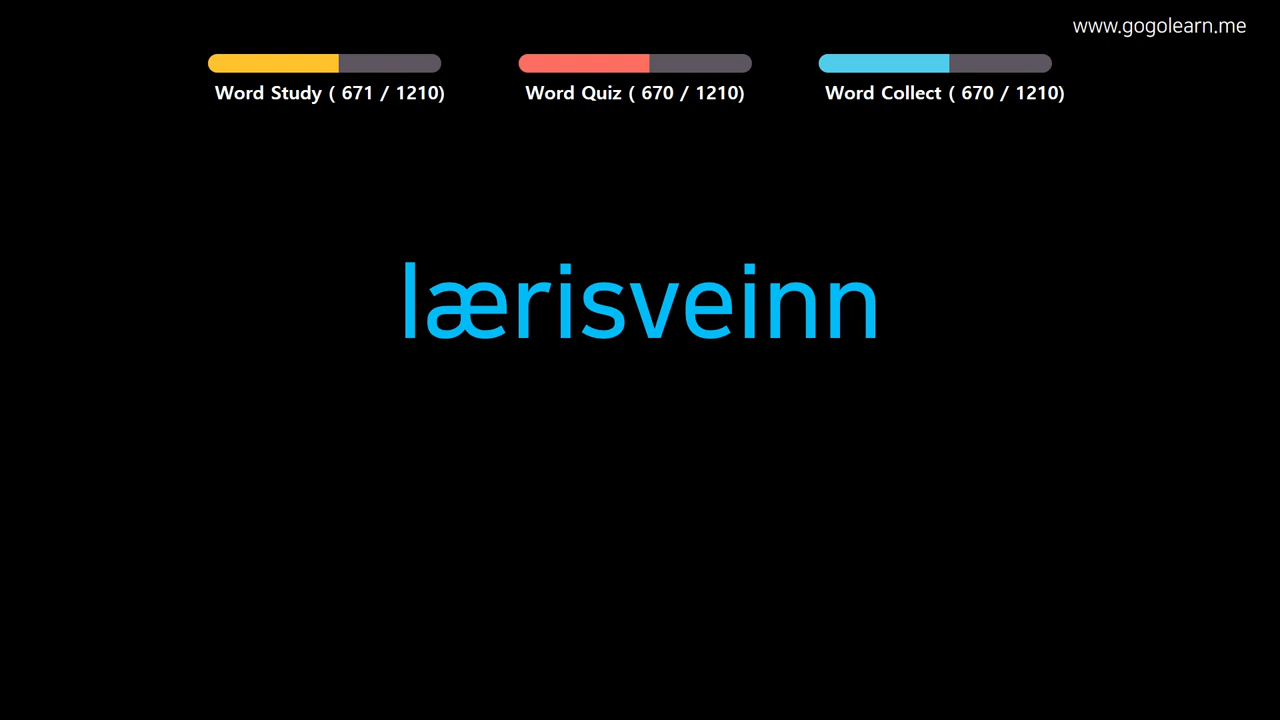 www.gogolearn.me
Word Study ( 671 / 1210)
Word Quiz ( 670 / 1210)
Word Collect ( 670 / 1210)
lærisveinn